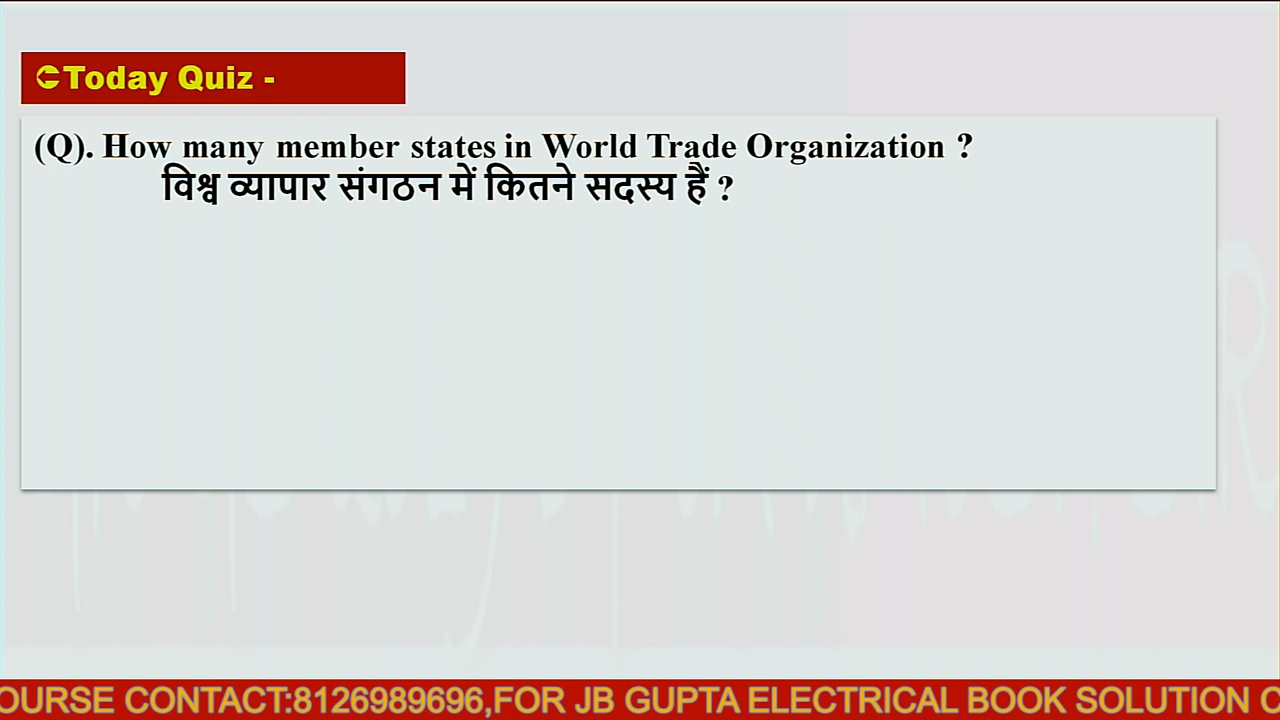 Today Quiz -
(Q). How many member states in World Trade Organization ?
विश्व व्यापार संगठन में कितने सदस्य हैं ?
OURSE CONTACT:8126989696,FOR JB GUPTA ELECTRICAL BOOK SOLUTION C